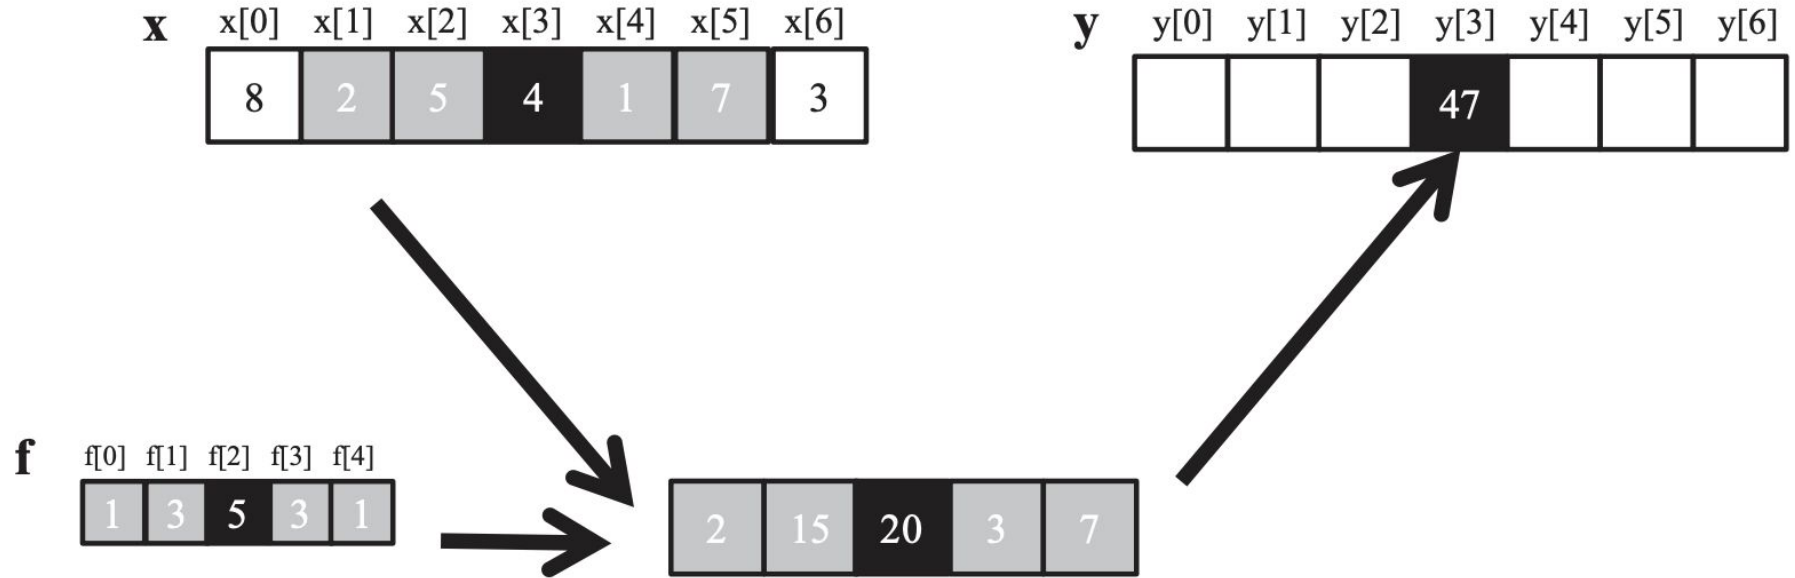 x x[0] x[1] x[2] x[3] x[4] x[5] x[6]
8 2 5 4 1 7 3
y y[0] y[1] y[2] y[3] y[4] y[5] y[6]
47
f f[0] f[1] f[2] f[3] f[4]
1 3 5 3 1
2 15 20 3 7